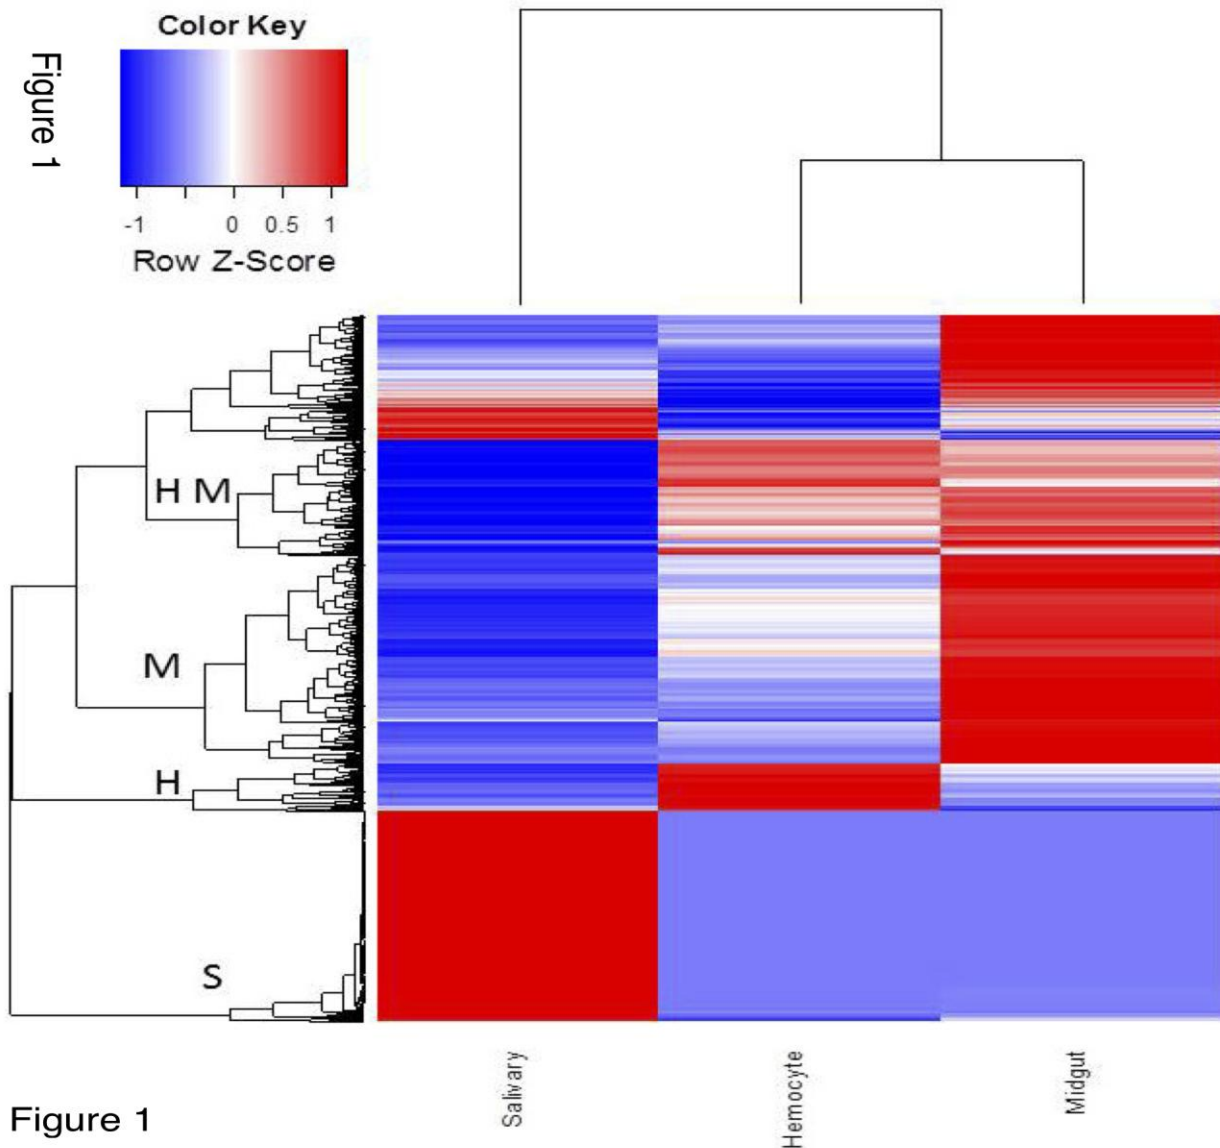 Color Key
Figure 1
-1 0 0.5 1
Row Z-Score
H M
M
H
S
Salivary
Hemocyte
Midgut
Figure 1